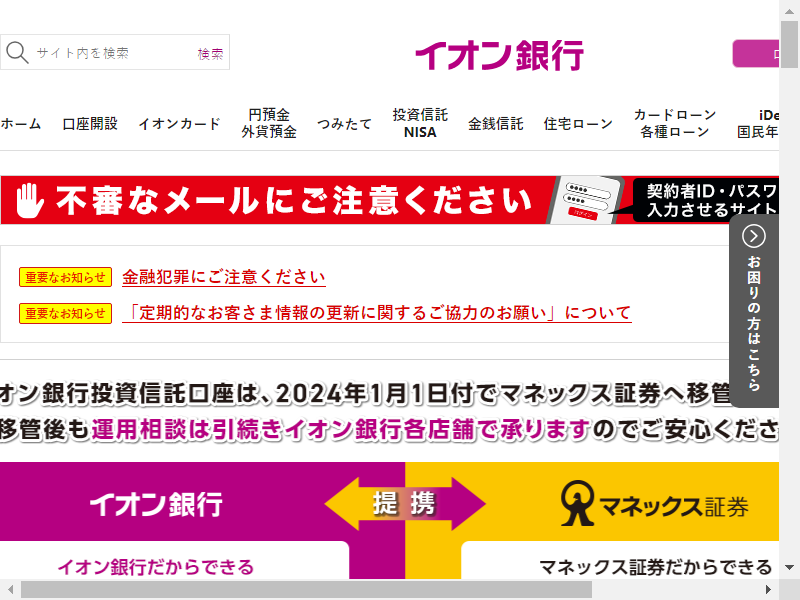 サイト内を検索 検索
イオン銀行
ホーム 口座開設 イオンカード 円預金 外貨預金 つみたて 投資信託 NISA 金銭信託 住宅ローン カードローン 各種ローン iDe 国民年
不審なメールにご注意ください
契約者ID・パスワ
入力させるサイト
ログイン
お困りの方はこちら
重要なお知らせ 金融犯罪にご注意ください
重要なお知らせ 「定期的なお客さま情報の更新に関するご協力のお願い」について
オン銀行投資信託口座は、2024年1月1日付でマネックス証券へ移管
移管後も運用相談は引続きイオン銀行各店舗で承りますのでご安心くださ
イオン銀行 提携 マネックス証券
イオン銀行だからできる マネックス証券だからできる